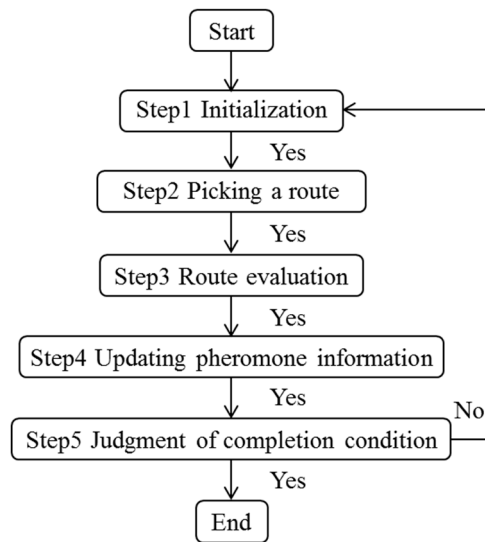 Start
Step1 Initialization
Yes
Step2 Picking a route
Yes
Step3 Route evaluation
Yes
Step4 Updating pheromone information
Yes
No
Step5 Judgment of completion condition
Yes
End